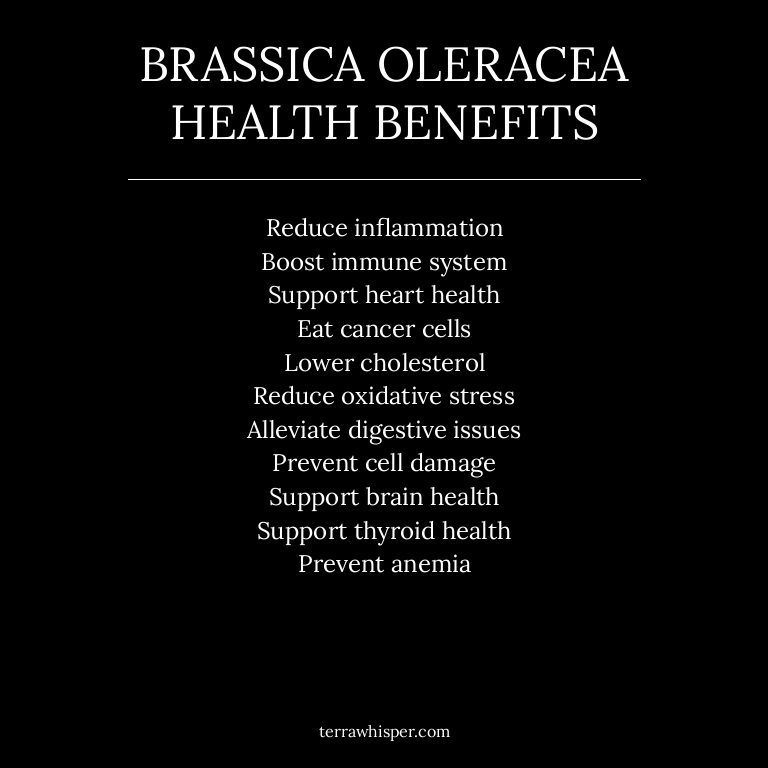 BRASSICA OLERACEA
HEALTH BENEFITS
Reduce inflammation
Boost immune system
Support heart health
Eat cancer cells
Lower cholesterol
Reduce oxidative stress
Alleviate digestive issues
Prevent cell damage
Support brain health
Support thyroid health
Prevent anemia
terrawhisper.com